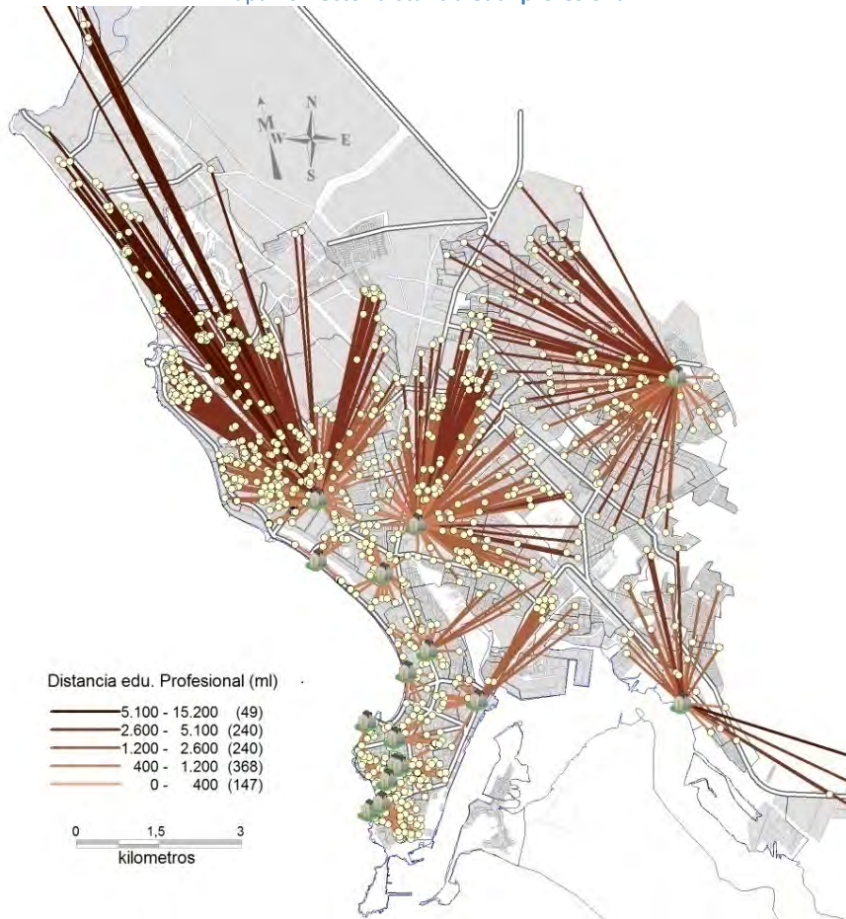 N
M
W
E
S
Distancia edu. Profesional (ml)
5.100 - 15.200 (49)
2.600 - 5.100 (240)
1.200 - 2.600 (240)
400 - 1.200 (368)
0 - 400 (147)
0 1,5 3
kilometros